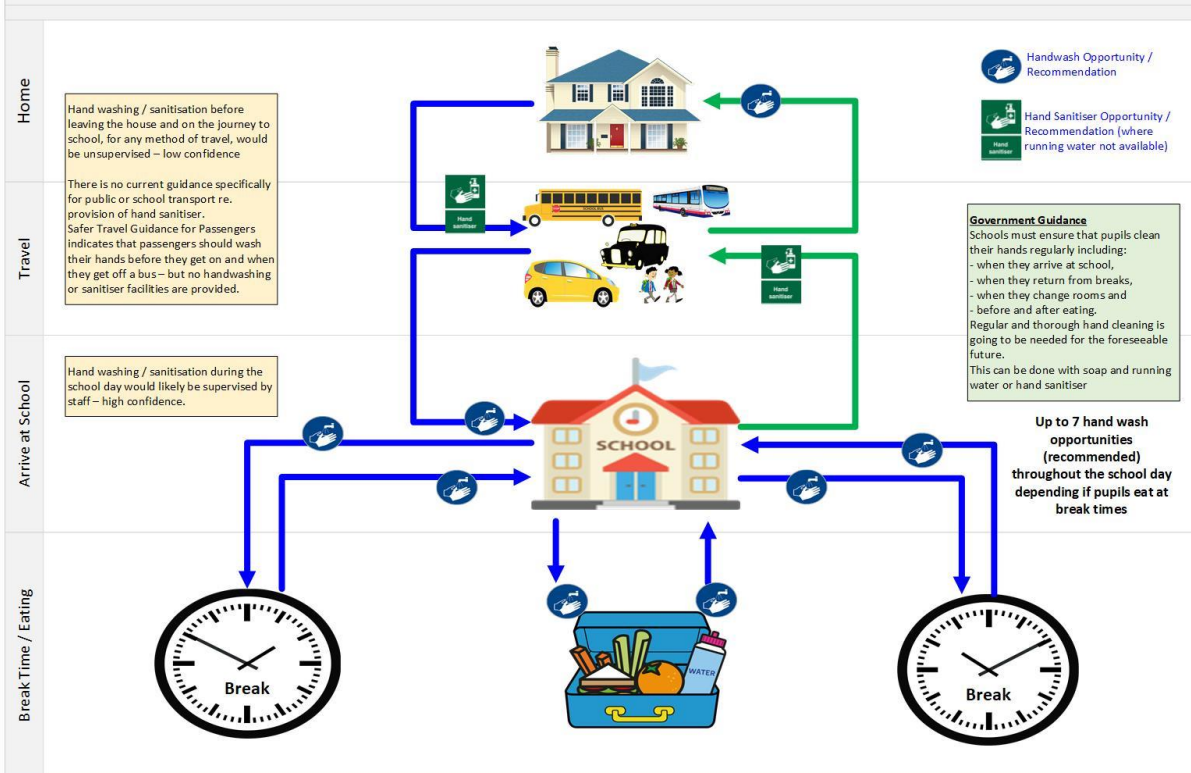 Home
Hand washing / sanitisation before
leaving the house and on the journey to
school, for any method of travel, would
be unsupervised – low confidence
There is no current guidance specifically
for public or school transport re.
provision of hand sanitiser.
Safer Travel Guidance for Passengers
indicates that passengers should wash
their hands before they get on and when
they get off a bus – but no handwashing
or sanitiser facilities are provided.
Handwash Opportunity /
Recommendation
Hand Sanitiser Opportunity /
Recommendation (where
running water not available)
Hand
sanitiser
Travel
Hand
sanitiser
SCHOOL BUS
Hand
sanitiser
Government Guidance
Schools must ensure that pupils clean
their hands regularly including:
- when they arrive at school,
- when they return from breaks,
- when they change rooms and
- before and after eating.
Regular and thorough hand cleaning is
going to be needed for the foreseeable
future.
This can be done with soap and running
water or hand sanitiser
Arrive at School
Hand washing / sanitisation during the
school day would likely be supervised by
staff – high confidence.
SCHOOL
Up to 7 hand wash
opportunities
(recommended)
throughout the school day
depending if pupils eat at
break times
Break Time / Eating
Break
WATER
Break